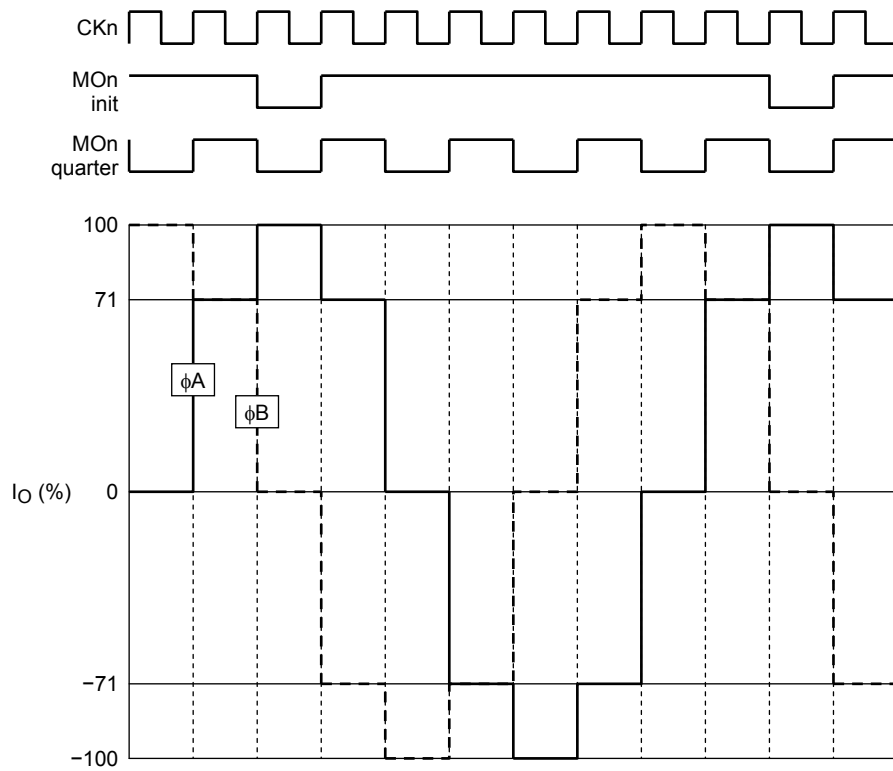 CKn
MOn
init
MOn
quarter
100
71
ϕA
ϕB
IO (%)
0
−71
−100